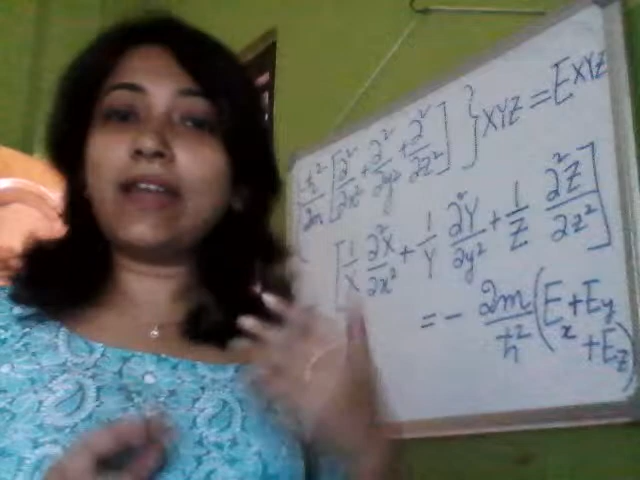 ħ²/2m [∂²/∂x² + ∂²/∂y² + ∂²/∂z²] } XYZ = E XYZ
[1/X ∂²X/∂x² + 1/Y ∂²Y/∂y² + 1/Z ∂²Z/∂z²]
= - 2m/ħ² (Ex + Ey + Ez)